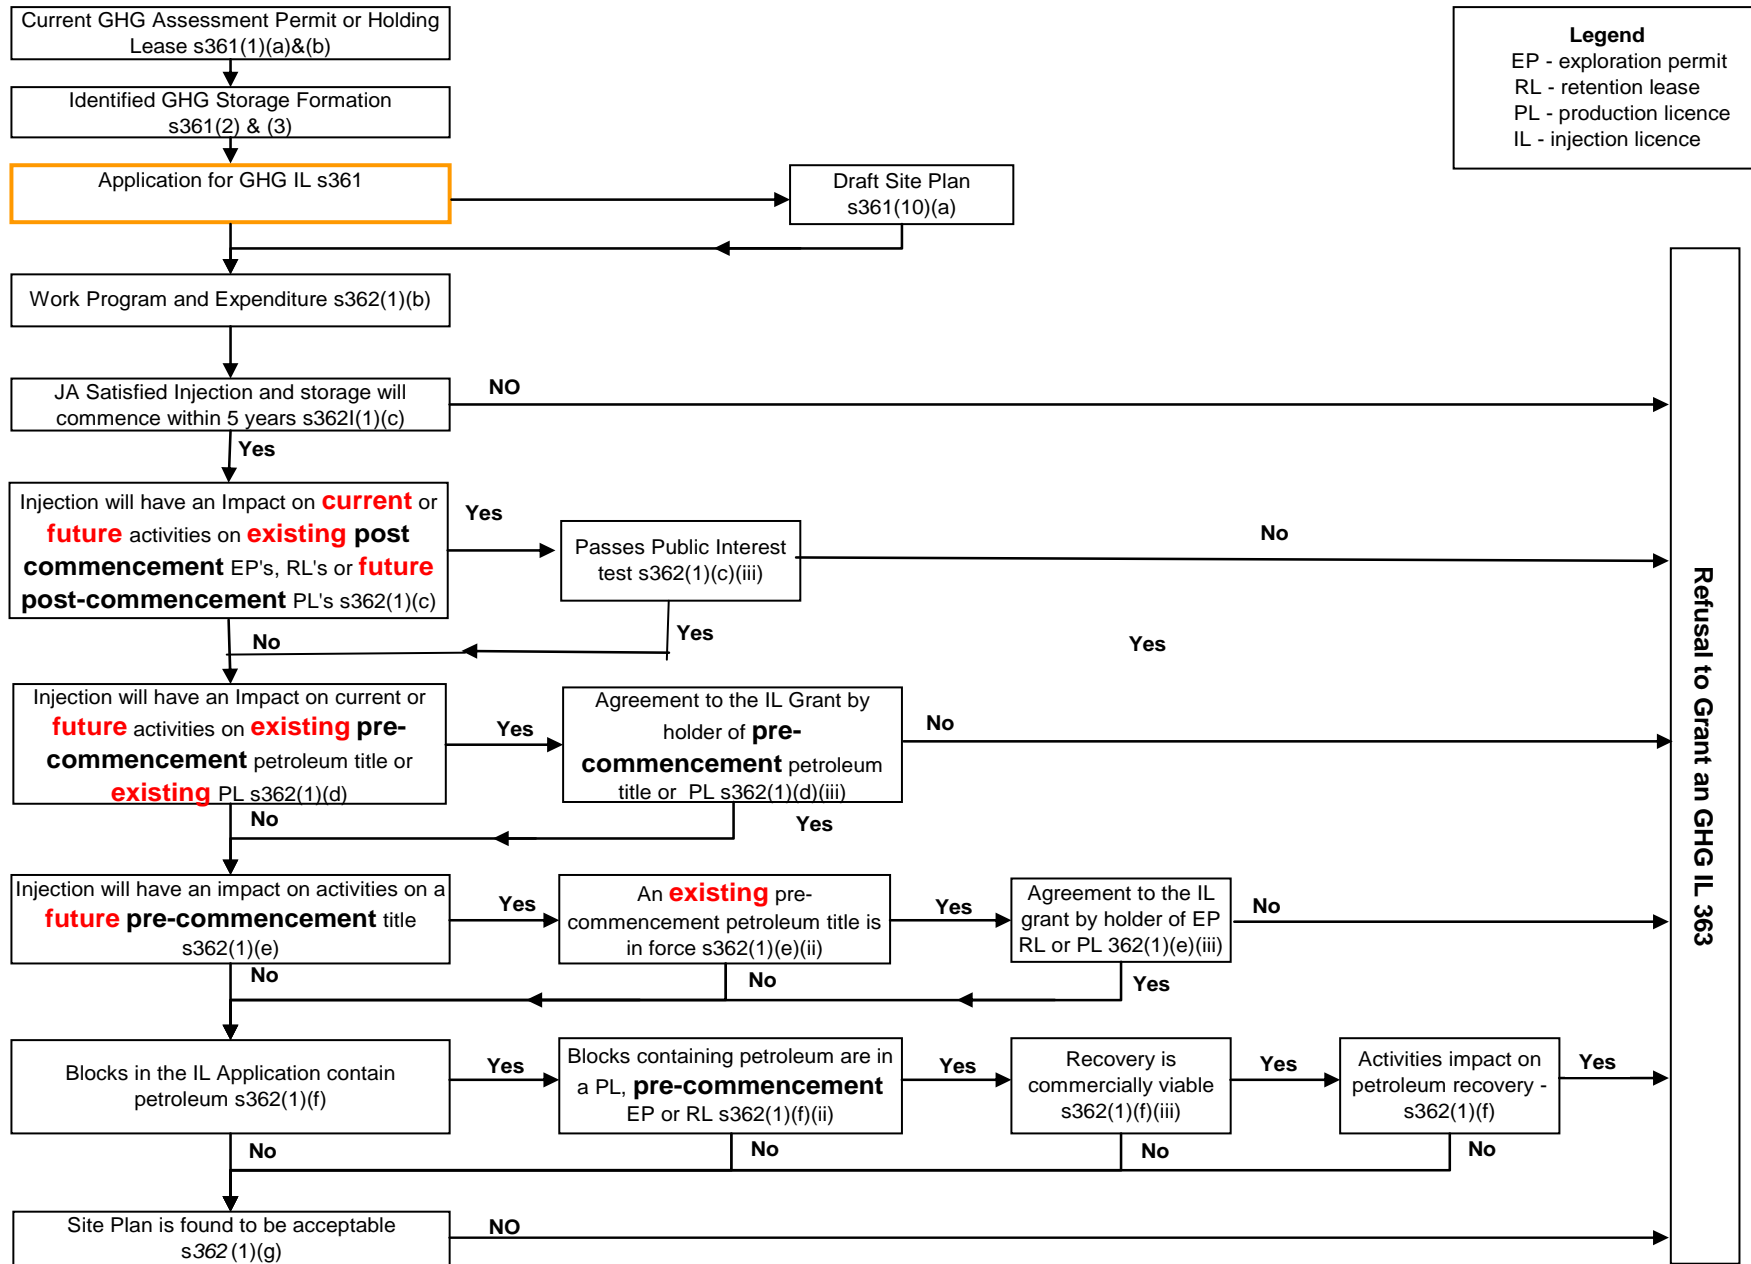 Current GHG Assessment Permit or Holding
Lease s361(1)(a)&(b)
Legend
EP - exploration permit
RL - retention lease
PL - production licence
IL - injection licence
Identified GHG Storage Formation
s361(2) & (3)
Application for GHG IL s361
Draft Site Plan
s361(10)(a)
Work Program and Expenditure s362(1)(b)
JA Satisfied Injection and storage will
commence within 5 years s362I(1)(c)
NO
Yes
Injection will have an Impact on current or
future activities on existing post
commencement EP's, RL's or future
post-commencement PL's s362(1)(c)
Yes
Passes Public Interest
test s362(1)(c)(iii)
No
No
Yes
Yes
Injection will have an Impact on current or
future activities on existing pre-
commencement petroleum title or
existing PL s362(1)(d)
Yes
Agreement to the IL Grant by
holder of pre-
commencement petroleum
title or PL s362(1)(d)(iii)
No
No
Yes
Injection will have an impact on activities on a
future pre-commencement title
s362(1)(e)
Yes
An existing pre-
commencement petroleum title is
in force s362(1)(e)(ii)
Yes
Agreement to the IL
grant by holder of EP
RL or PL 362(1)(e)(iii)
No
No
No
Yes
Blocks in the IL Application contain
petroleum s362(1)(f)
Yes
Blocks containing petroleum are in
a PL, pre-commencement
EP or RL s362(1)(f)(ii)
Yes
Recovery is
commercially viable
s362(1)(f)(iii)
Yes
Activities impact on
petroleum recovery -
s362(1)(f)
Yes
No
No
No
No
Site Plan is found to be acceptable
s362(1)(g)
NO
Refusal to Grant an GHG IL 363